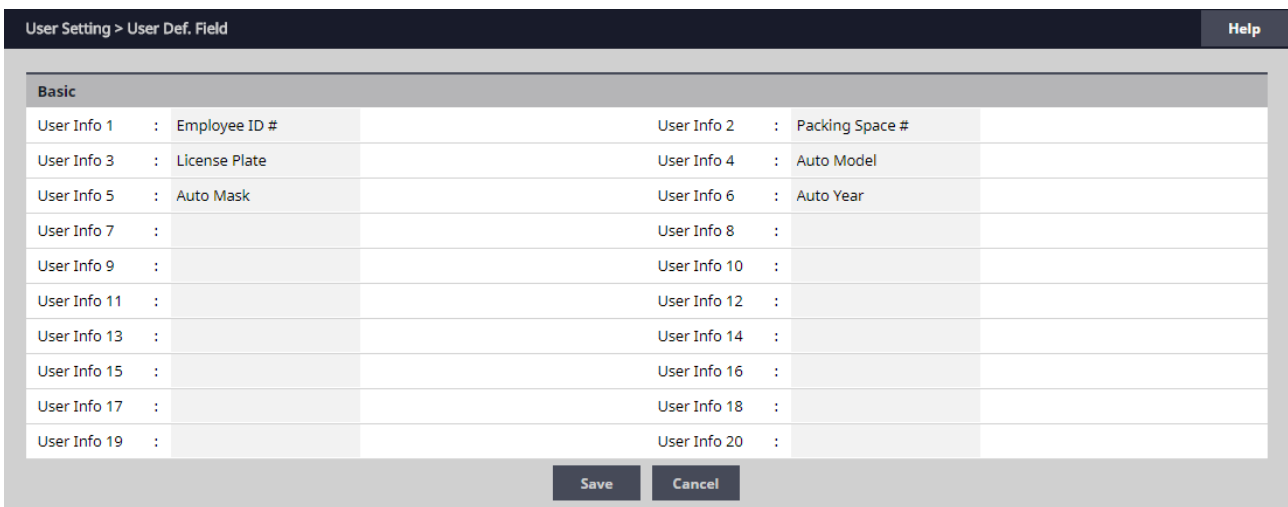 User Setting > User Def. Field Help
Basic
User Info 1 : Employee ID # User Info 2 : Packing Space #
User Info 3 : License Plate User Info 4 : Auto Model
User Info 5 : Auto Mask User Info 6 : Auto Year
User Info 7 : User Info 8 :
User Info 9 : User Info 10 :
User Info 11 : User Info 12 :
User Info 13 : User Info 14 :
User Info 15 : User Info 16 :
User Info 17 : User Info 18 :
User Info 19 : User Info 20 :
Save Cancel